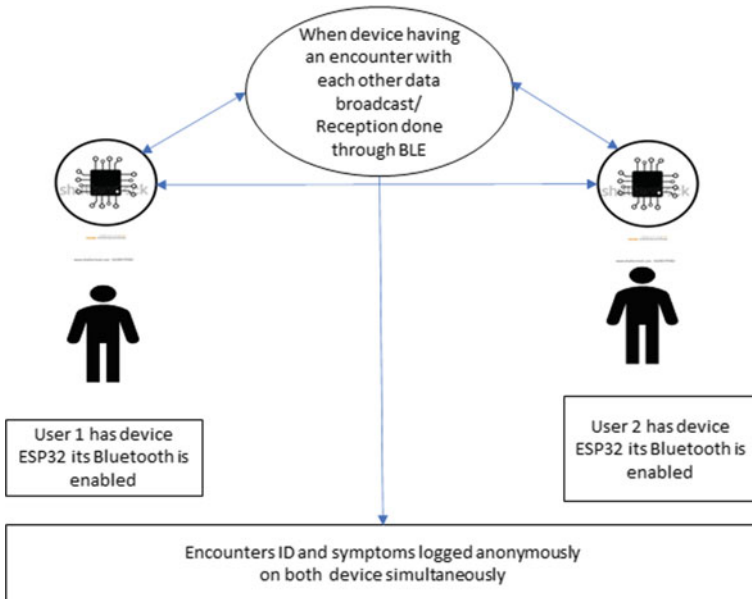 When device having
an encounter with
each other data
broadcast/
Reception done
through BLE
User 1 has device
ESP32 its Bluetooth is
enabled
User 2 has device
ESP32 its Bluetooth is
enabled
Encounters ID and symptoms logged anonymously
on both device simultaneously